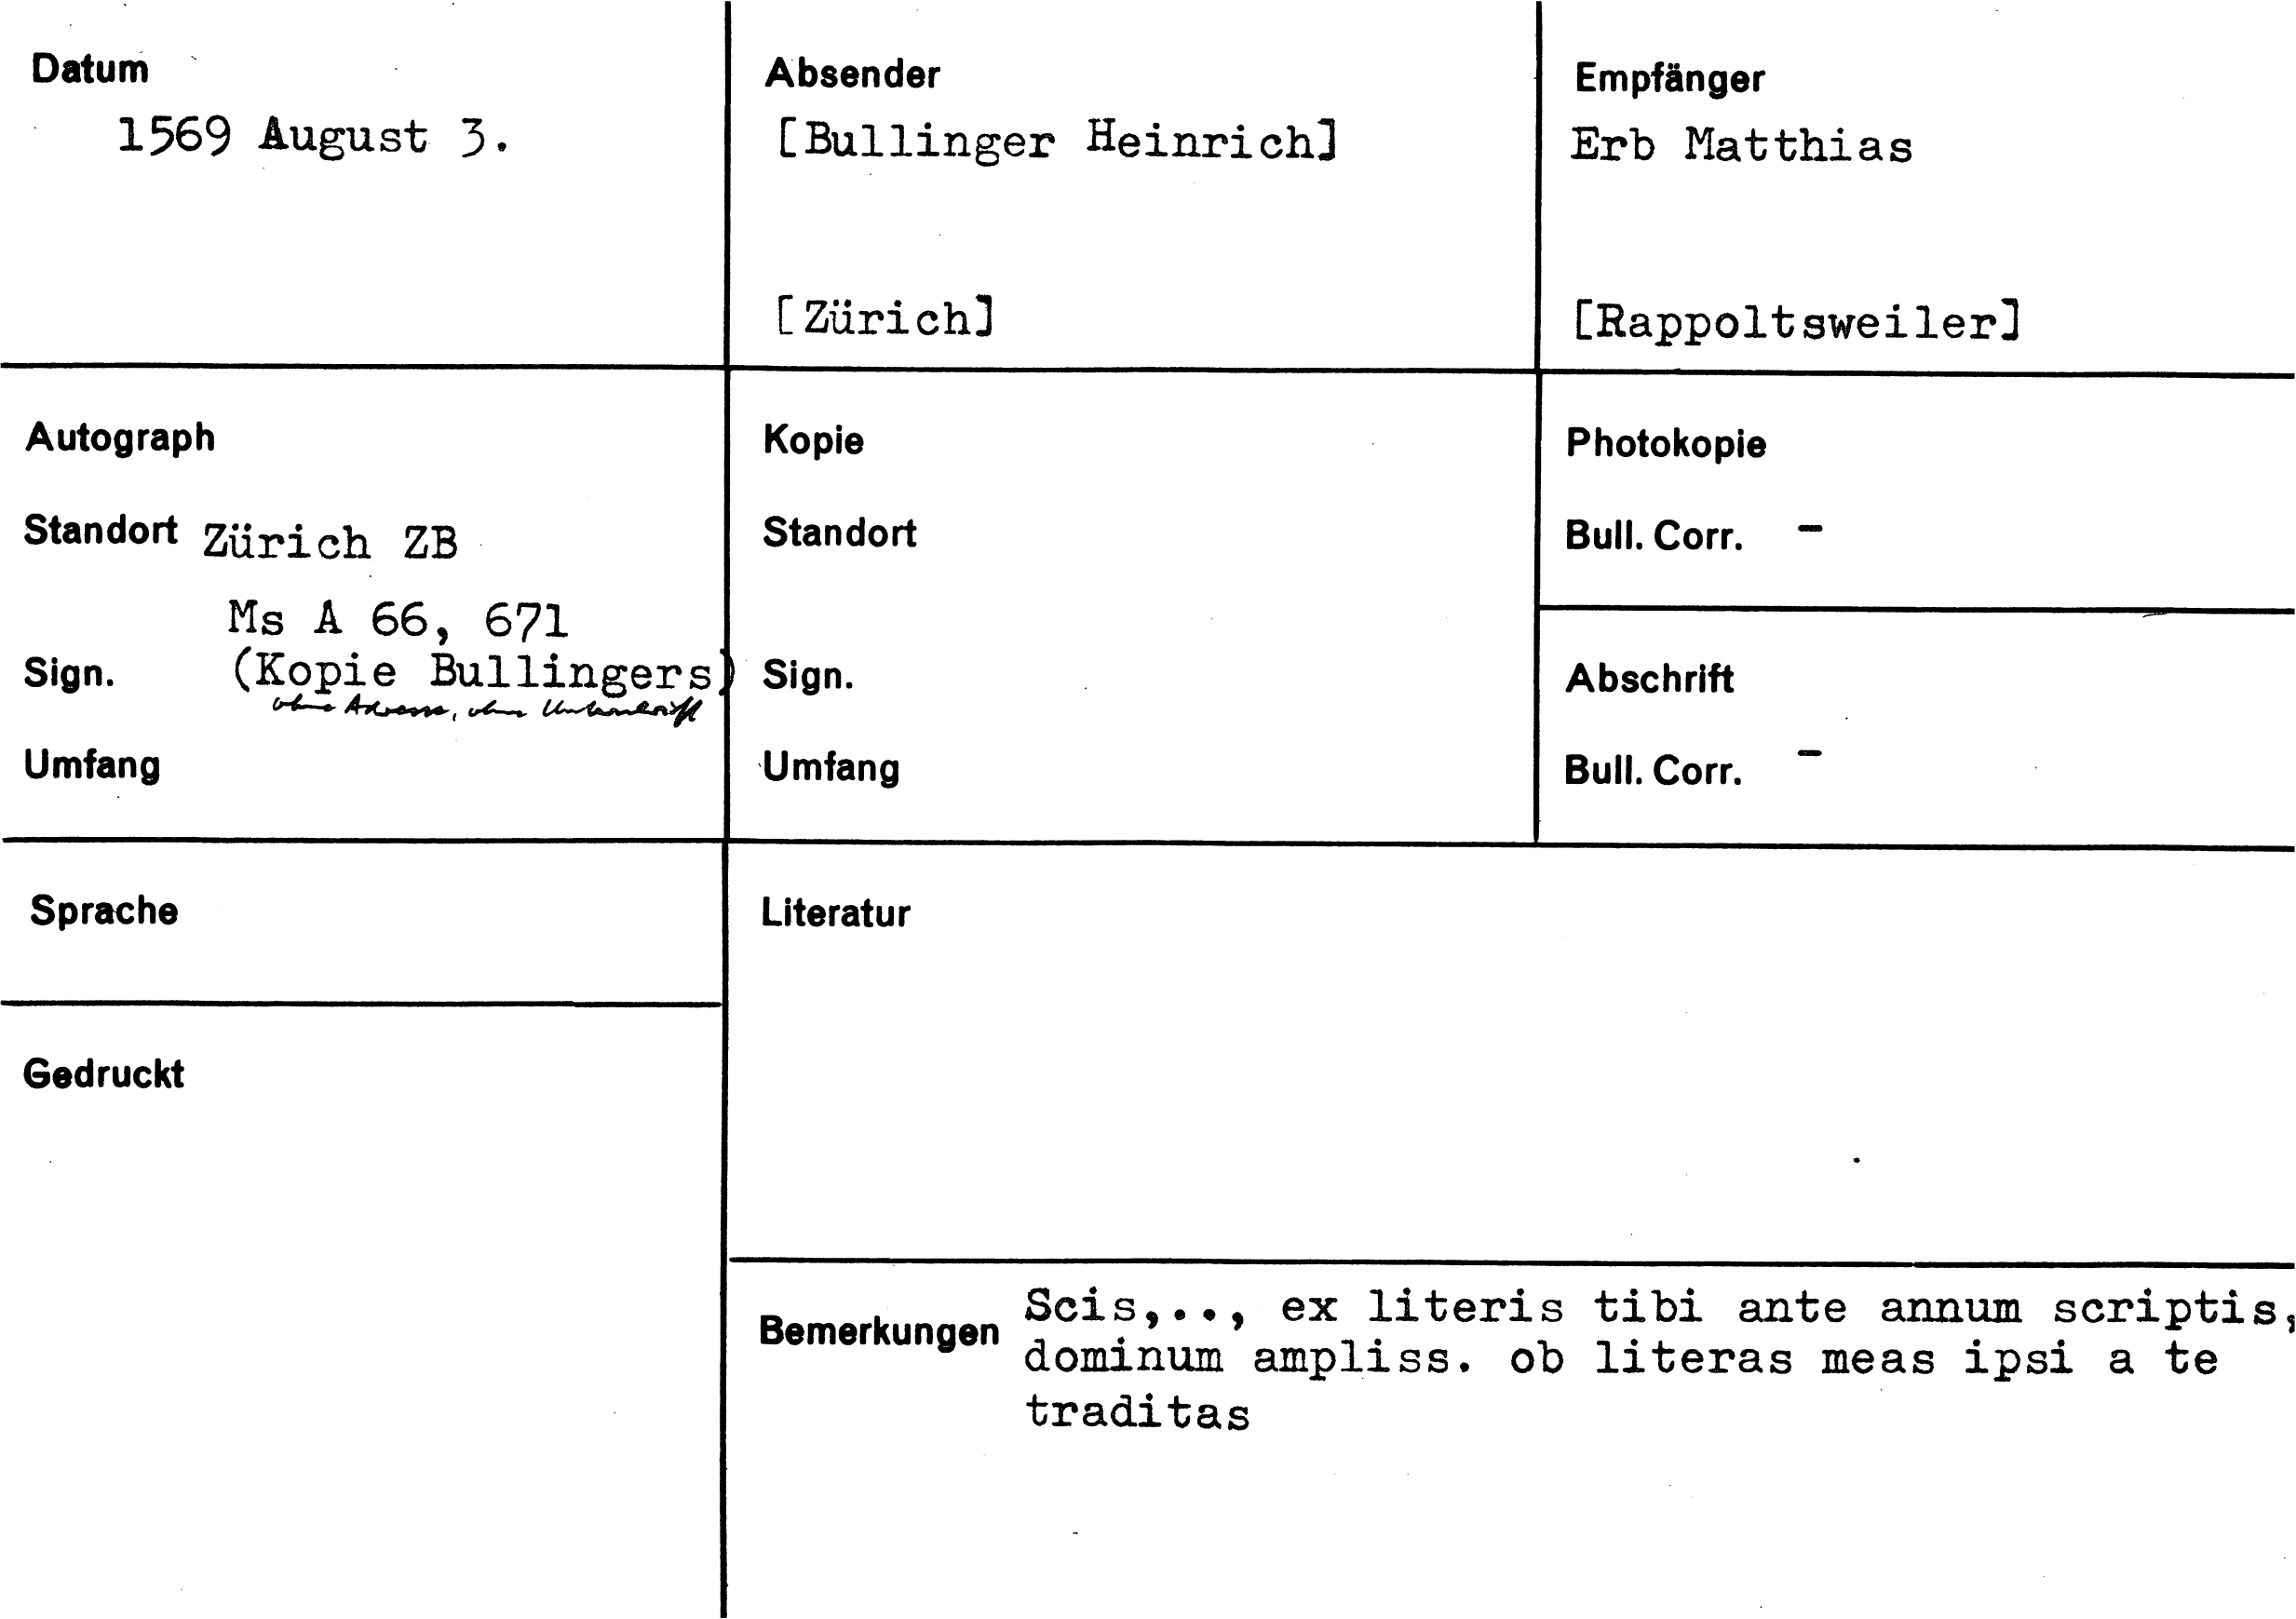 Datum
1569 August 3.
Absender
[Bullinger Heinrich]
[Zürich]
Empfänger
Erb Matthias
[Rappoltsweiler]
Autograph
Standort Zürich ZB
Ms A 66, 671
Sign. (Kopie Bullingers)
ohne Adresse, ohne Unterschrift
Umfang
Kopie
Standort
Sign.
Umfang
Photokopie
Bull. Corr. -
Abschrift
Bull. Corr. -
Sprache
Gedruckt
Literatur
Bemerkungen
Scis,.., ex literis tibi ante annum scriptis,
dominum ampliss. ob literas meas ipsi a te
traditas